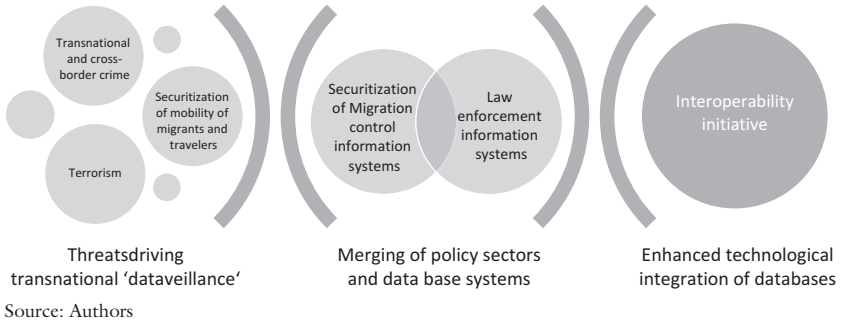 Transnational
and cross-
border crime
Securitization
of mobility of
migrants and
travelers
Terrorism
Securitization
of Migration
control
information
systems
Law
enforcement
information
systems
Interoperability
initiative
Threatsdriving
transnational ‘dataveillance‘
Merging of policy sectors
and data base systems
Enhanced technological
integration of databases
Source: Authors